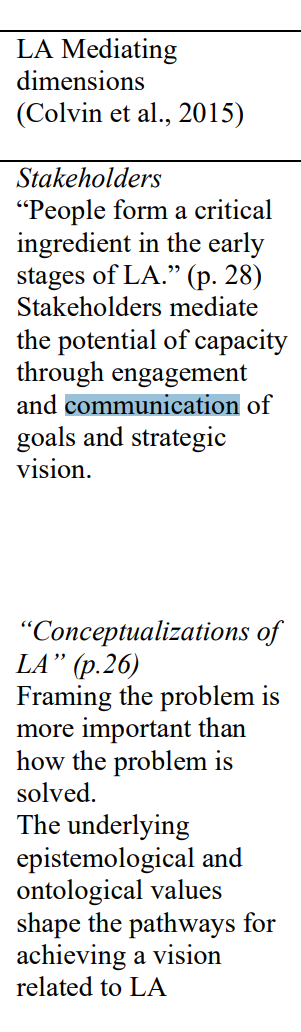 LA Mediating
dimensions
(Colvin et al., 2015)
Stakeholders
“People form a critical
ingredient in the early
stages of LA.” (p. 28)
Stakeholders mediate
the potential of capacity
through engagement
and communication of
goals and strategic
vision.
“Conceptualizations of
LA” (p.26)
Framing the problem is
more important than
how the problem is
solved.
The underlying
epistemological and
ontological values
shape the pathways for
achieving a vision
related to LA